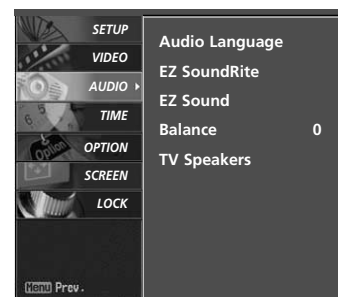 SETUP
VIDEO
AUDIO
TIME
OPTION
SCREEN
LOCK
Menu Prev.
Audio Language
EZ SoundRite
EZ Sound
Balance 0
TV Speakers
Option